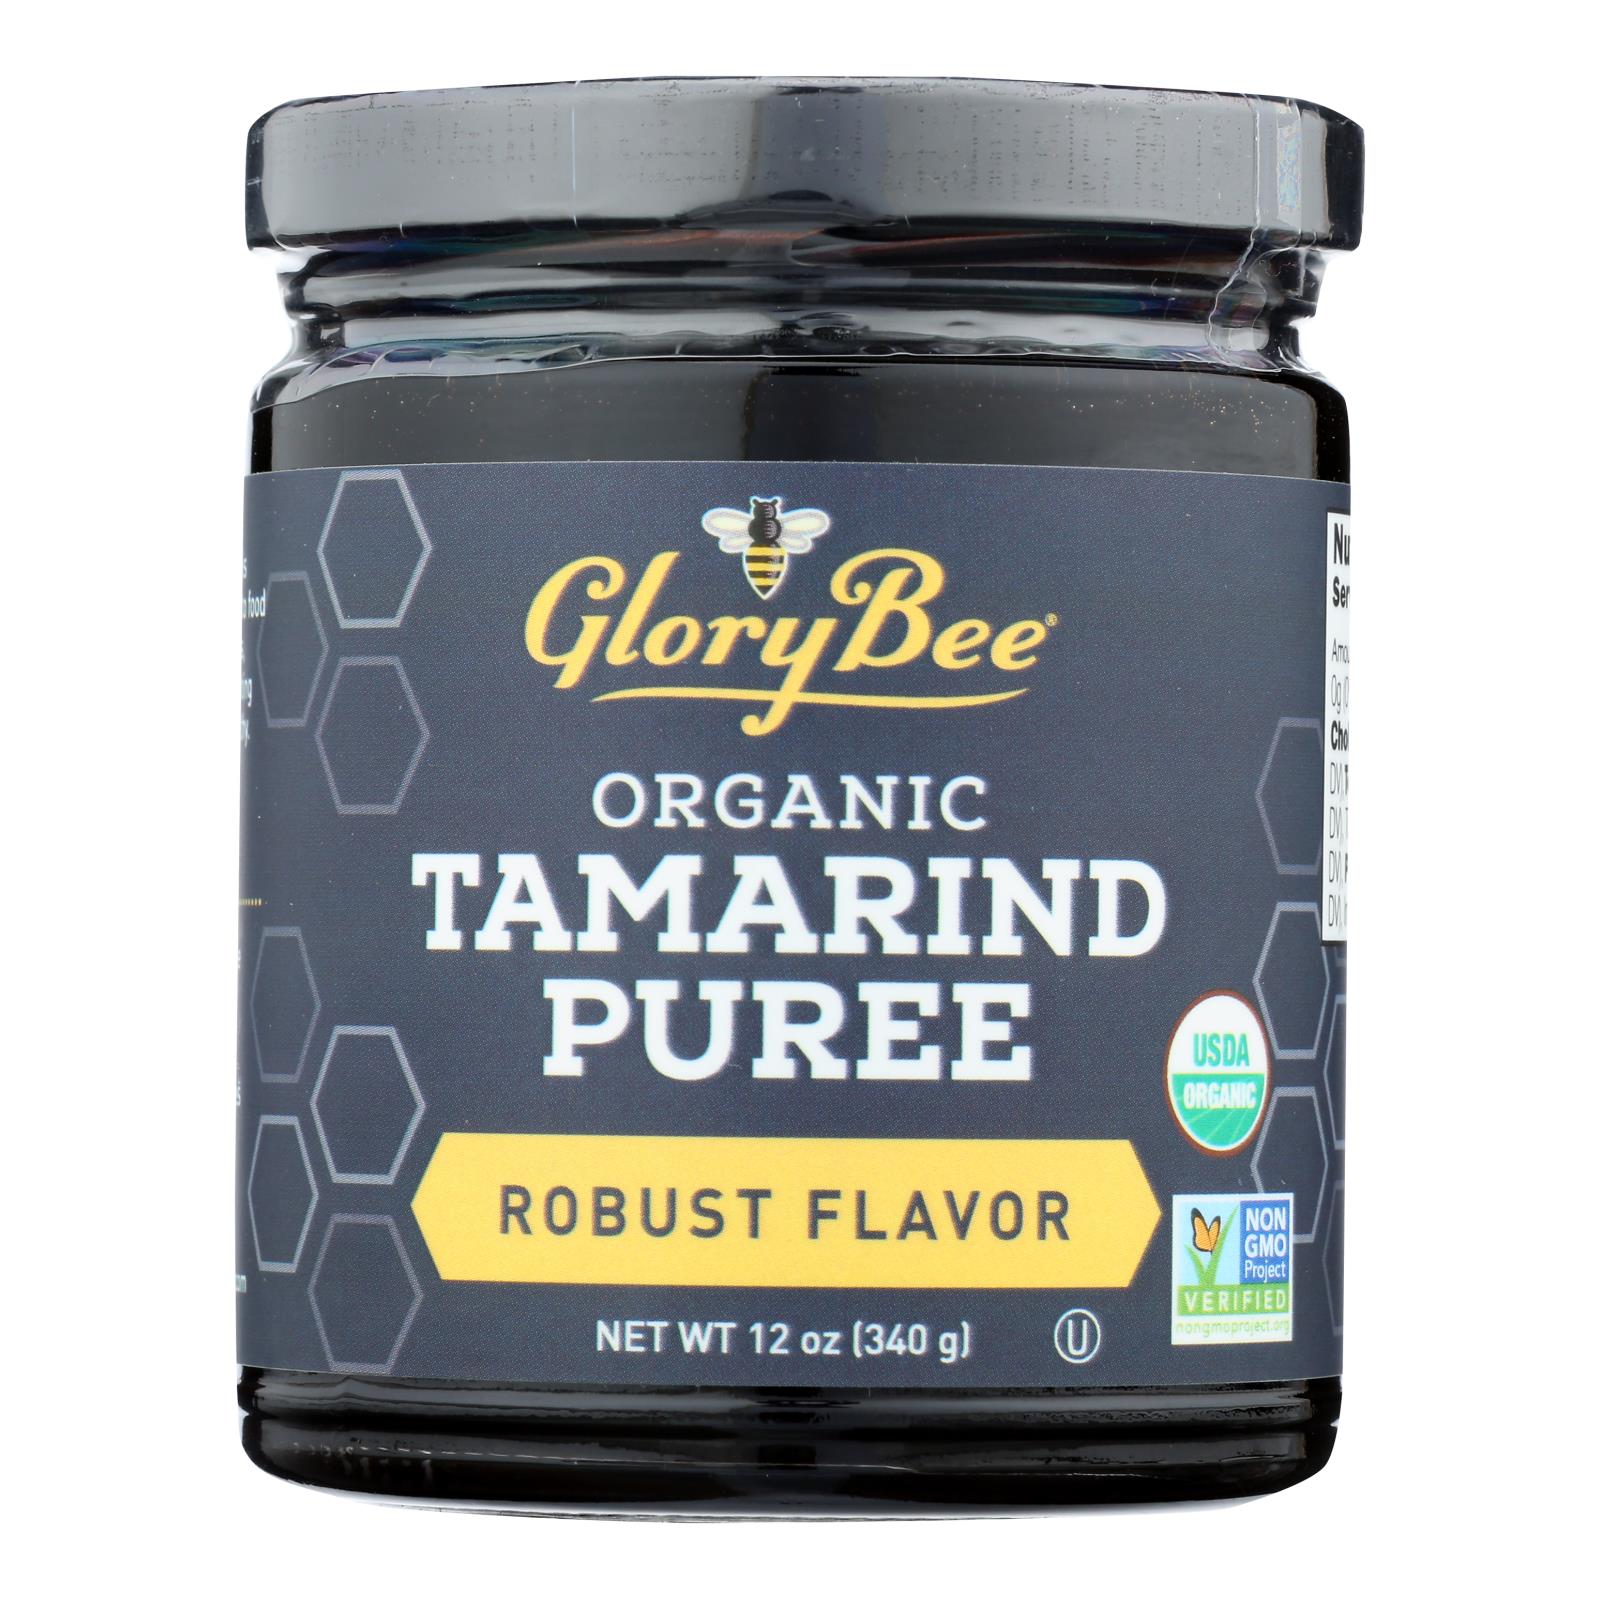 food
GloryBee®
ORGANIC
TAMARIND
PUREE
ROBUST FLAVOR
NET WT 12 oz (340 g)
U
USDA
ORGANIC
NON
GMO
Project
VERIFIED
nongmoproject.org